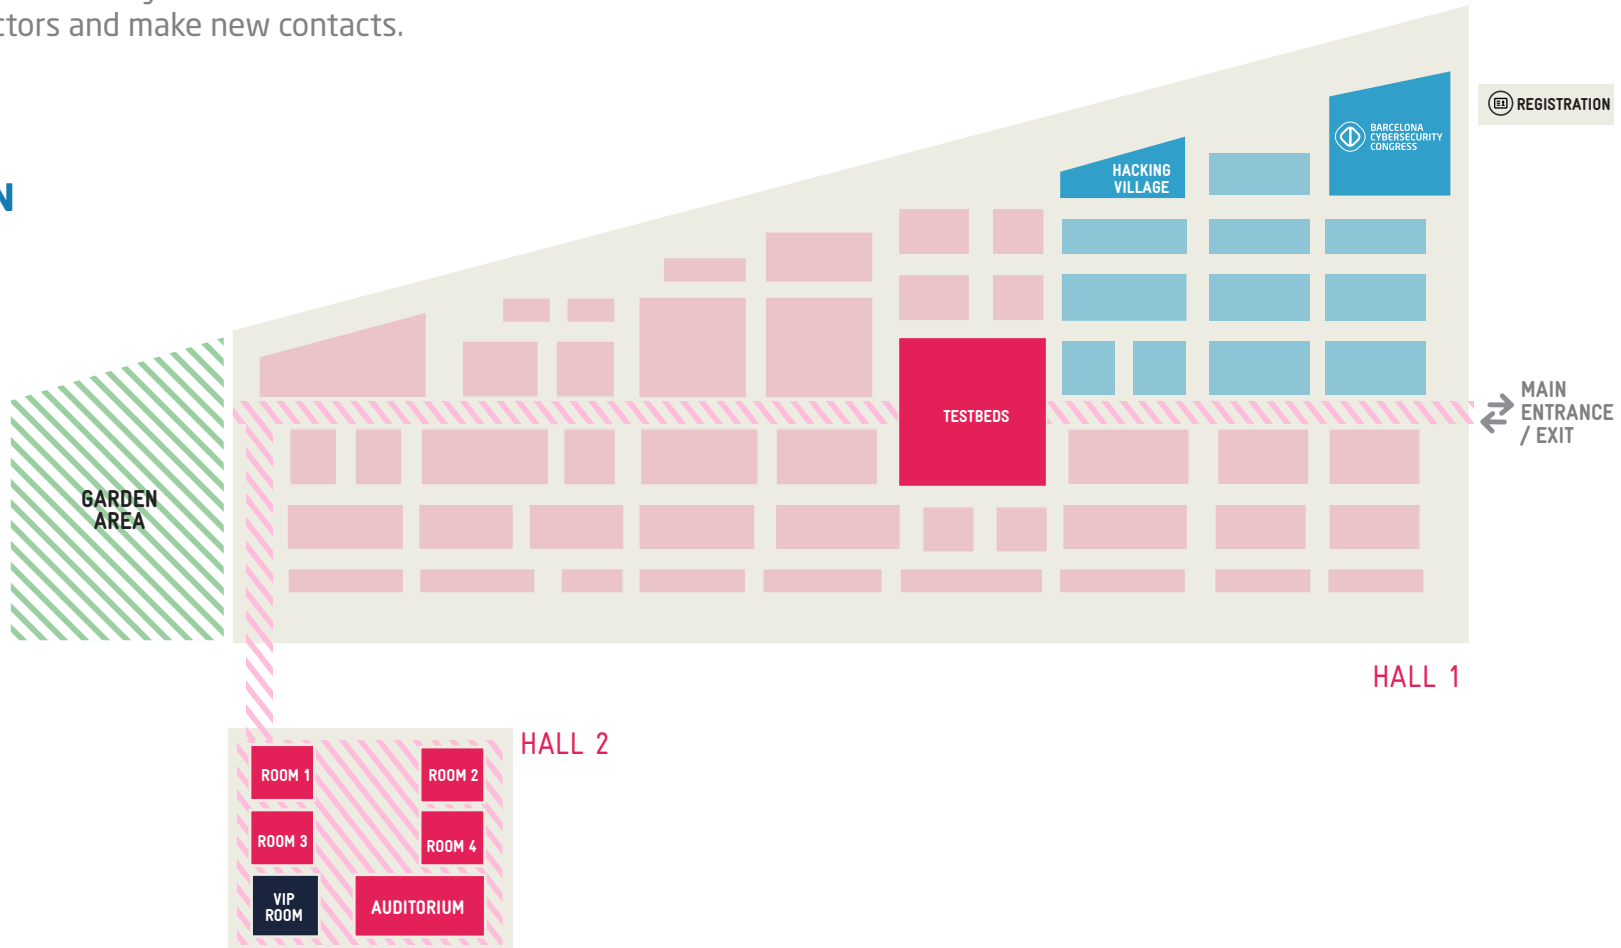 and make new contacts.
REGISTRATION
BARCELONA
CYBERSECURITY
CONGRESS
HACKING
VILLAGE
MAIN
ENTRANCE
/ EXIT
TESTBEDS
GARDEN
AREA
HALL 1
HALL 2
ROOM 1
ROOM 2
ROOM 3
ROOM 4
VIP
ROOM
AUDITORIUM